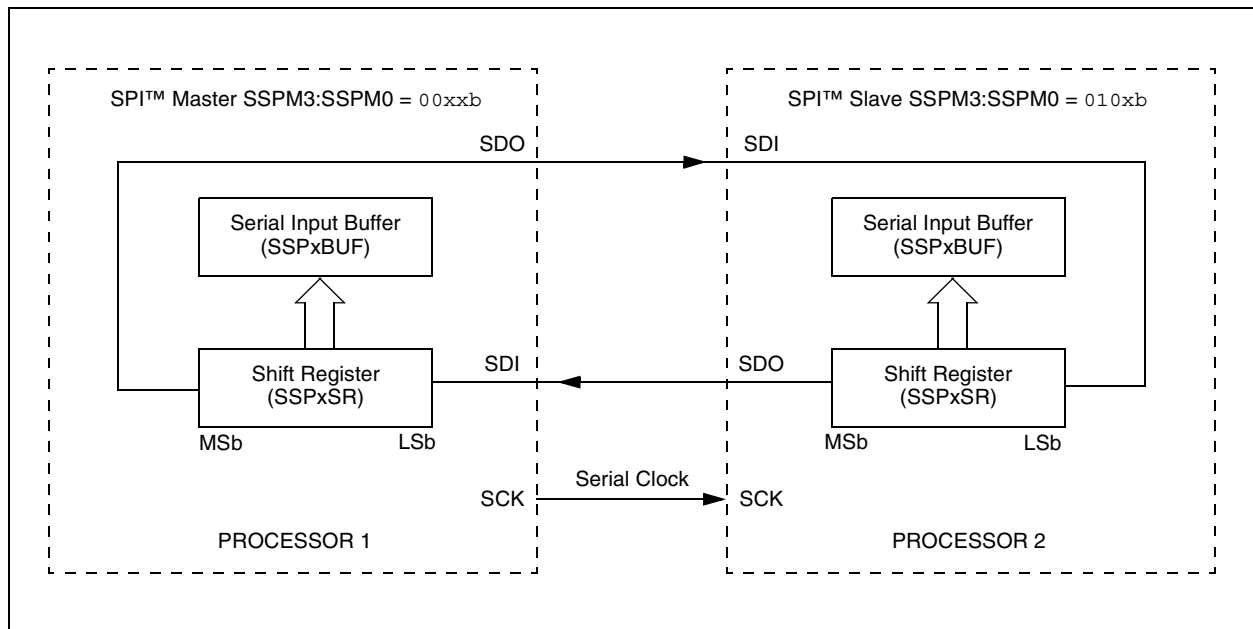 SPI™ Master SSPM3:SSPM0 = 00xxb
SPI™ Slave SSPM3:SSPM0 = 010xb
SDO
SDI
Serial Input Buffer
(SSPxBUF)
Serial Input Buffer
(SSPxBUF)
Shift Register
(SSPxSR)
SDI
SDO
Shift Register
(SSPxSR)
MSb
LSb
MSb
LSb
Serial Clock
SCK
SCK
PROCESSOR 1
PROCESSOR 2